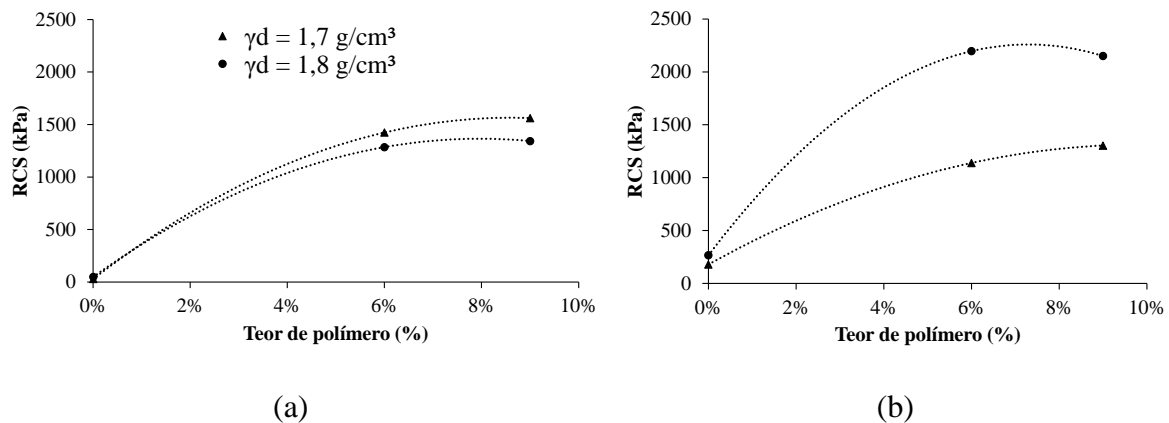 2500
2000
1500
1000
500
0
RCS (kPa)
▲ γd = 1,7 g/cm³
● γd = 1,8 g/cm³
0% 2% 4% 6% 8% 10%
Teor de polímero (%)
(a)
2500
2000
1500
1000
500
0
RCS (kPa)
0% 2% 4% 6% 8% 10%
Teor de polímero (%)
(b)